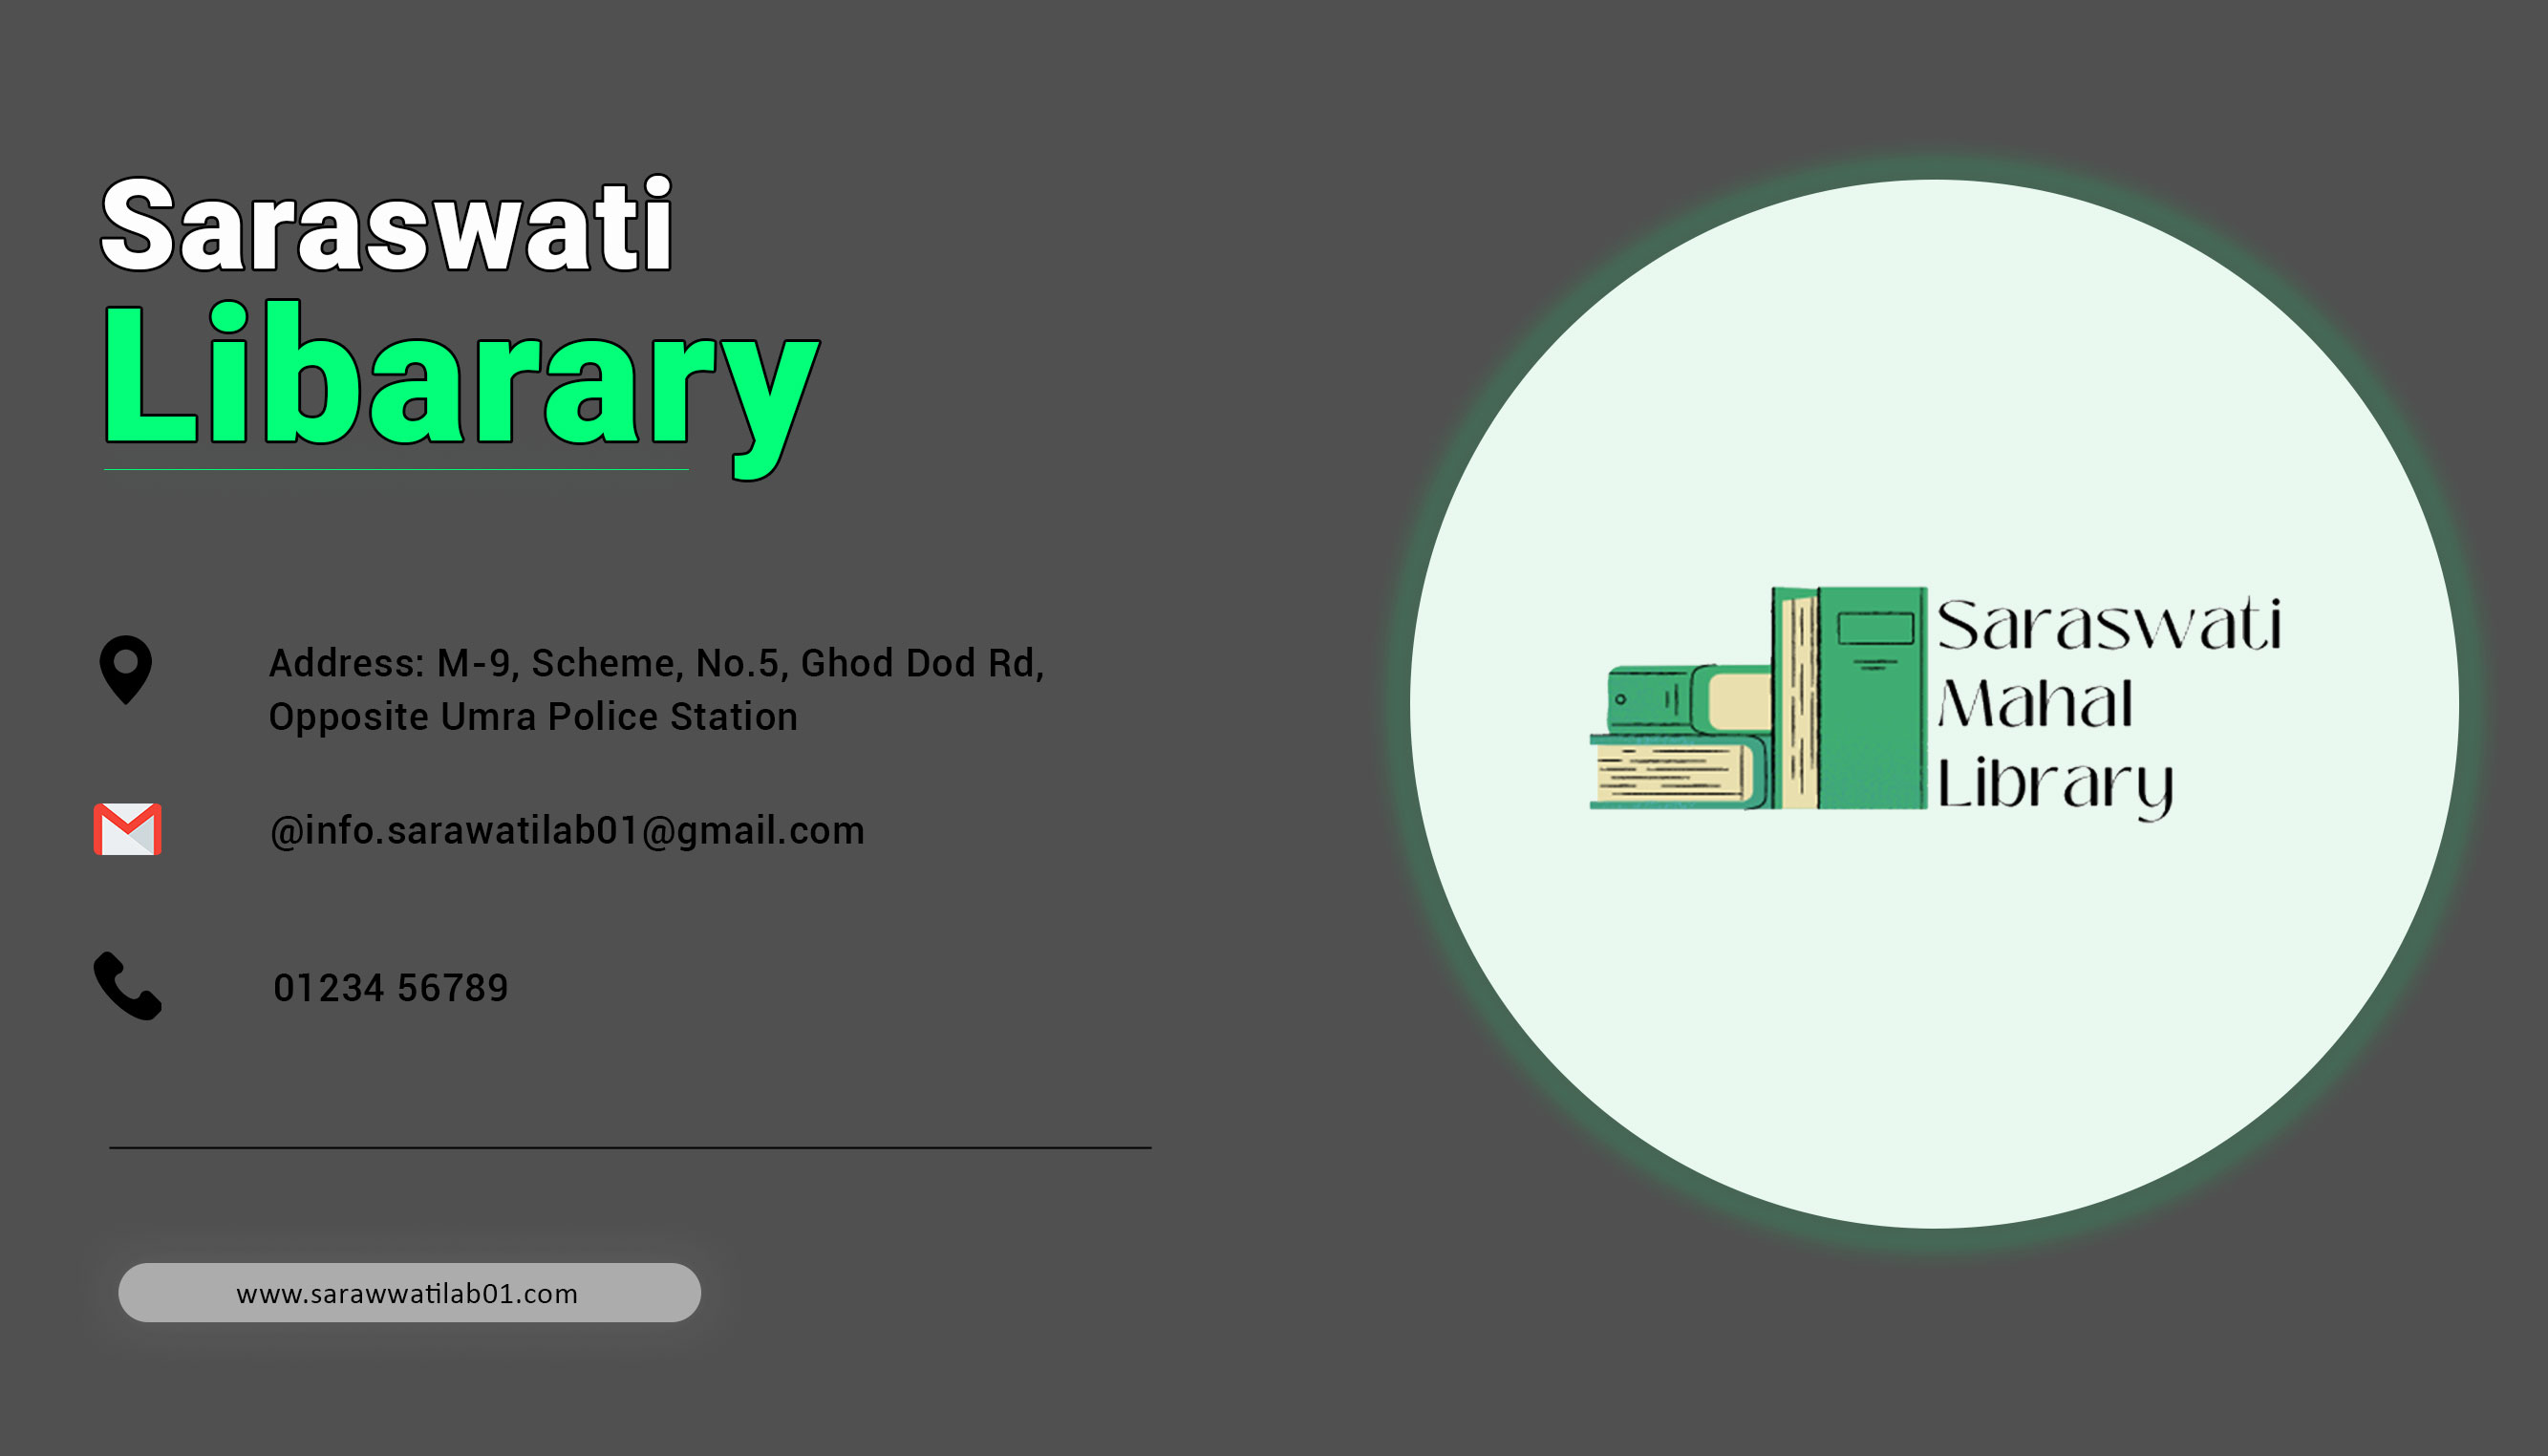 Saraswati
Libarary
Address: M-9, Scheme, No.5, Ghod Dod Rd,
Opposite Umra Police Station
@info.sarawatilab01@gmail.com
01234 56789
www.sarawwatilab01.com
Saraswati
Mahal
Library